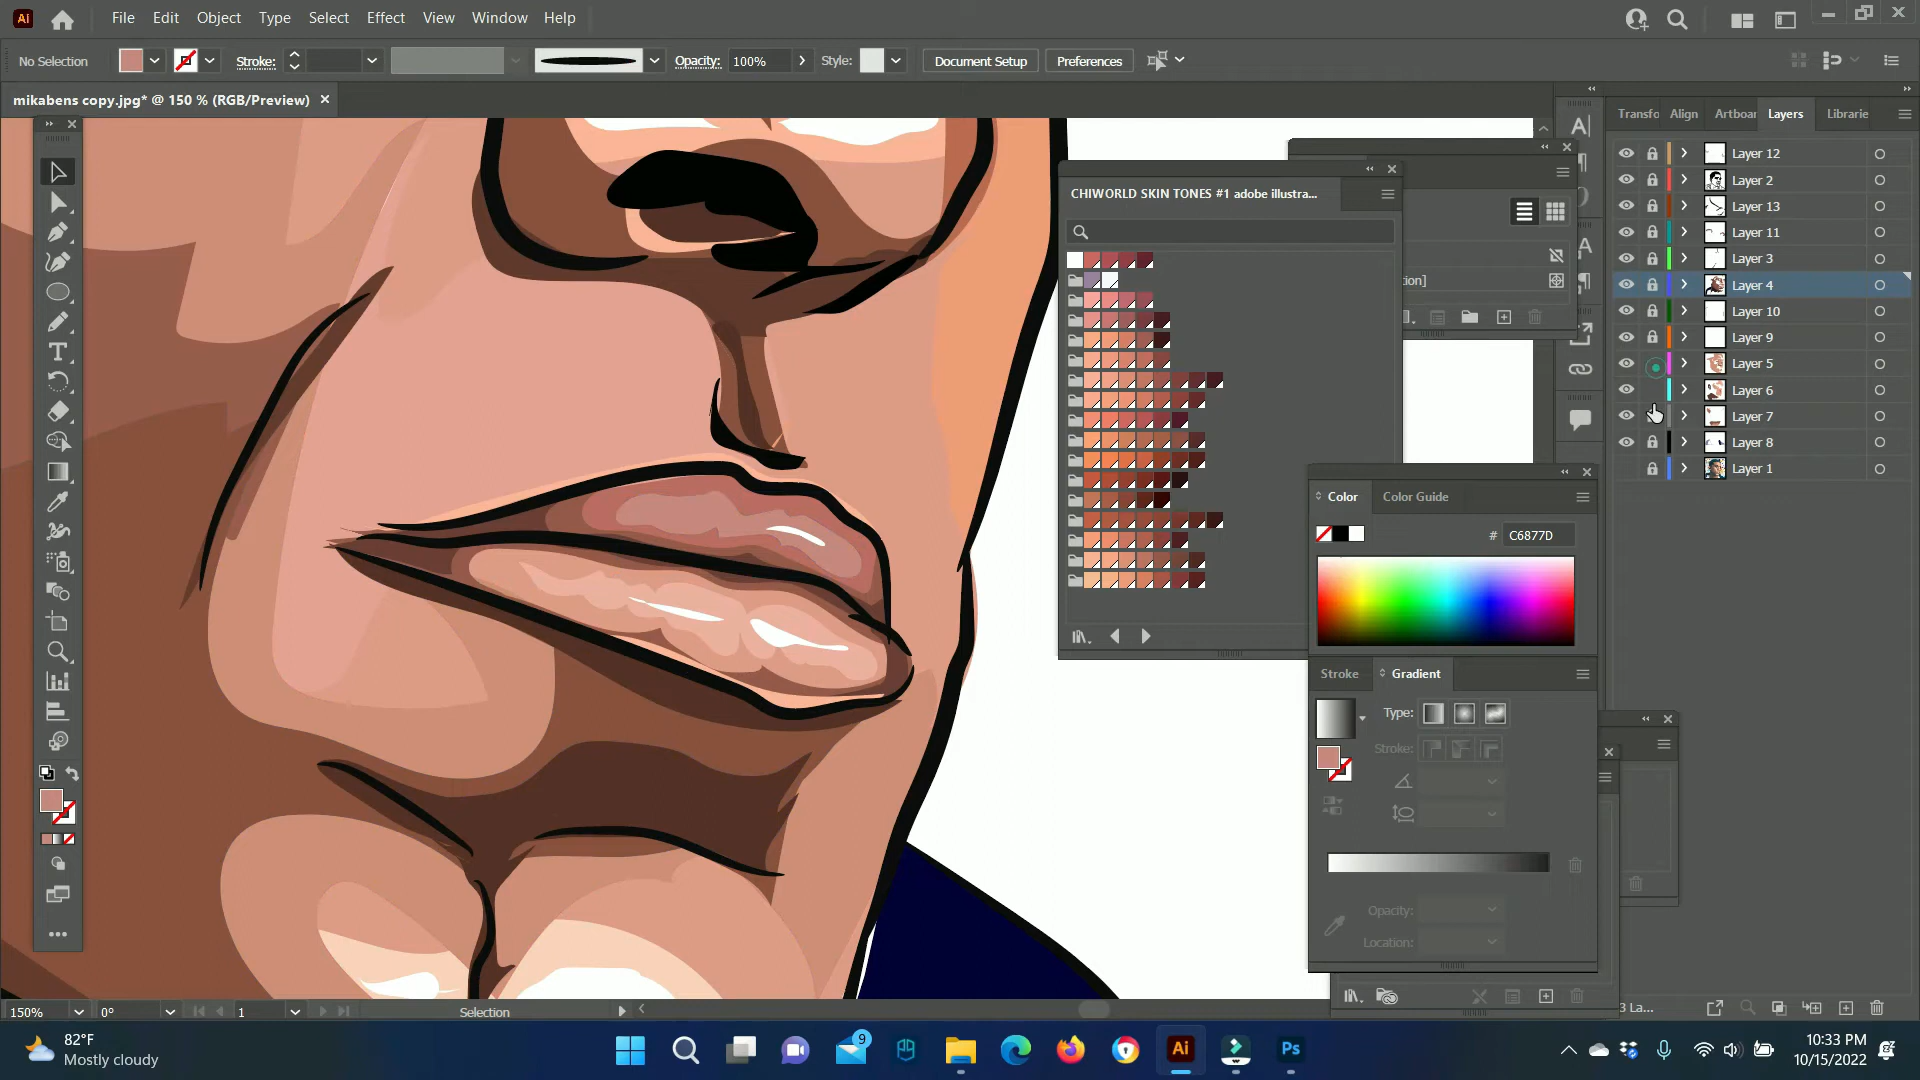 Ai File Edit Object Type Select Effect View Window Help
No Selection Stroke: Opacity: 100% Style: Document Setup Preferences
mikabens copy.jpg* @ 150 % (RGB/Preview)
Transfo Align Artboar Layers Librarie
CHIWORLD SKIN TONES #1 adobe illustra...
tion]
Layer 12
Layer 2
Layer 13
Layer 11
Layer 3
Layer 4
Layer 10
Layer 9
Layer 5
Layer 6
Layer 7
Layer 8
Layer 1
Color Color Guide
# C6877D
Stroke Gradient
Type:
Stroke:
Opacity:
Location:
150% 0° 1 Selection
3 La...
82°F
Mostly cloudy
9
Ai
Ps
10:33 PM
10/15/2022